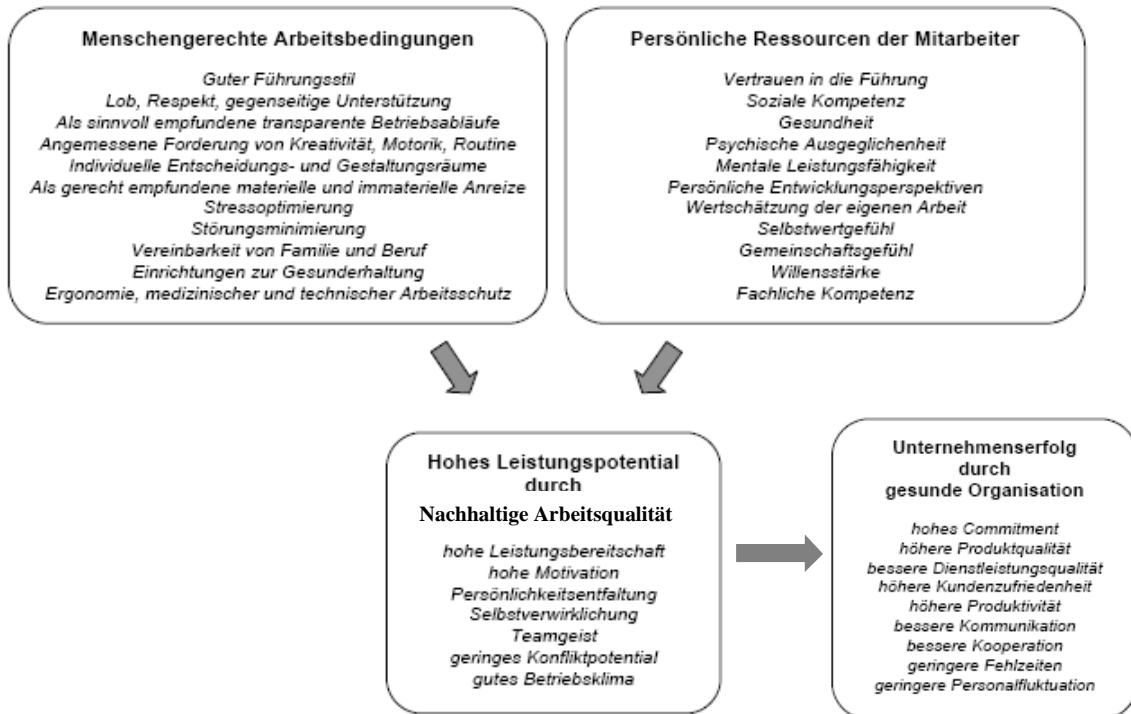 Menschengerechte Arbeitsbedingungen
Guter Führungsstil
Lob, Respekt, gegenseitige Unterstützung
Als sinnvoll empfundene transparente Betriebsabläufe
Angemessene Forderung von Kreativität, Motorik, Routine
Individuelle Entscheidungs- und Gestaltungsräume
Als gerecht empfundene materielle und immaterielle Anreize
Stressoptimierung
Störungsminimierung
Vereinbarkeit von Familie und Beruf
Einrichtungen zur Gesunderhaltung
Ergonomie, medizinischer und technischer Arbeitsschutz
Persönliche Ressourcen der Mitarbeiter
Vertrauen in die Führung
Soziale Kompetenz
Gesundheit
Psychische Ausgeglichenheit
Mentale Leistungsfähigkeit
Persönliche Entwicklungsperspektiven
Wertschätzung der eigenen Arbeit
Selbstwertgefühl
Gemeinschaftsgefühl
Willensstärke
Fachliche Kompetenz
Hohes Leistungspotential
durch
Nachhaltige Arbeitsqualität
hohe Leistungsbereitschaft
hohe Motivation
Persönlichkeitsentfaltung
Selbstverwirklichung
Teamgeist
geringes Konfliktpotential
gutes Betriebsklima
Unternehmenserfolg
durch
gesunde Organisation
hohes Commitment
höhere Produktqualität
bessere Dienstleistungsqualität
höhere Kundenzufriedenheit
höhere Produktivität
bessere Kommunikation
bessere Kooperation
geringere Fehlzeiten
geringere Personalfluktuation